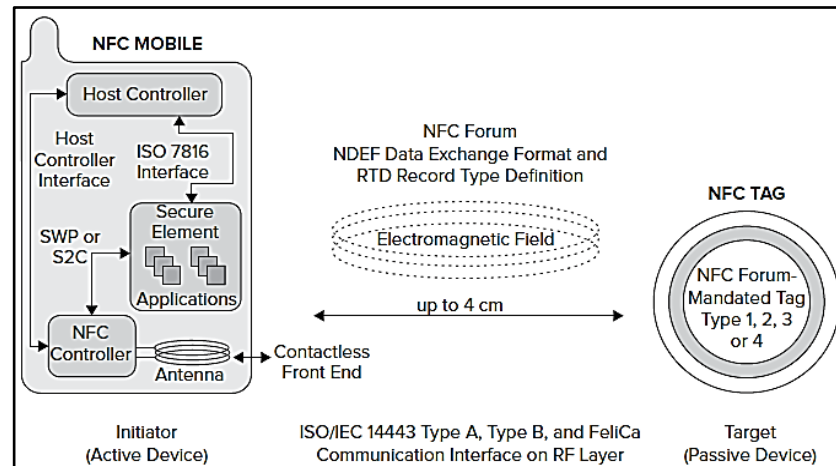 NFC MOBILE
Host Controller
Host
Controller
Interface
ISO 7816
Interface
Secure
Element
Applications
SWP or
S2C
NFC
Controller
Antenna
Contactless
Front End
Initiator
(Active Device)
NFC Forum
NDEF Data Exchange Format and
RTD Record Type Definition
Electromagnetic Field
up to 4 cm
ISO/IEC 14443 Type A, Type B, and FeliCa
Communication Interface on RF Layer
NFC TAG
NFC Forum-
Mandated Tag
Type 1, 2, 3
or 4
Target
(Passive Device)